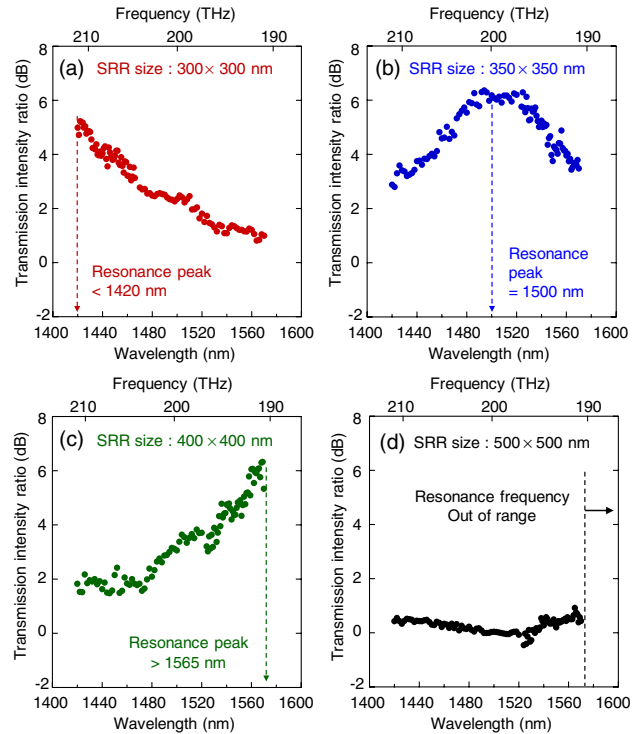 Frequency (THz)
210 200 190
Transmission intensity ratio (dB)
8
6
4
2
0
-2
(a)
SRR size : 300 × 300 nm
Resonance peak
< 1420 nm
1400 1440 1480 1520 1560 1600
Wavelength (nm)
Frequency (THz)
210 200 190
Transmission intensity ratio (dB)
8
6
4
2
0
-2
(b)
SRR size : 350 × 350 nm
Resonance
peak
= 1500 nm
1400 1440 1480 1520 1560 1600
Wavelength (nm)
Frequency (THz)
210 200 190
Transmission intensity ratio (dB)
8
6
4
2
0
-2
(c)
SRR size : 400 × 400 nm
Resonance peak
> 1565 nm
1400 1440 1480 1520 1560 1600
Wavelength (nm)
Frequency (THz)
210 200 190
Transmission intensity ratio (dB)
8
6
4
2
0
-2
(d)
SRR size : 500 × 500 nm
Resonance frequency
Out of range
1400 1440 1480 1520 1560 1600
Wavelength (nm)